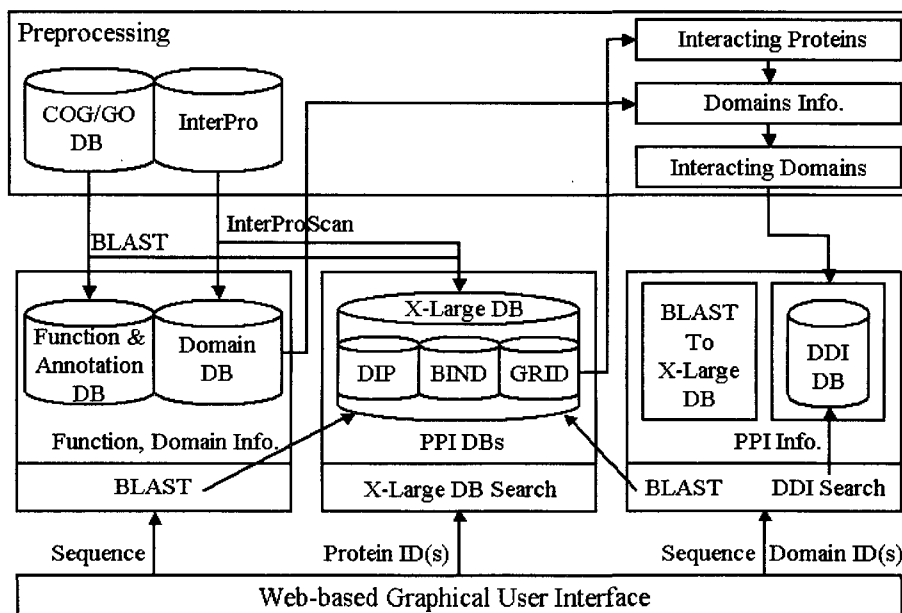 Preprocessing
COG/GO
DB
InterPro
Interacting Proteins
Domains Info.
Interacting Domains
InterProScan
BLAST
Function &
Annotation
DB
Domain
DB
Function, Domain Info.
BLAST
X-Large DB
DIP
BIND
GRID
PPI DBs
X-Large DB Search
BLAST
To
X-Large
DB
DDI
DB
PPI Info.
BLAST
DDI Search
Sequence
Protein ID(s)
Sequence
Domain ID(s)
Web-based Graphical User Interface